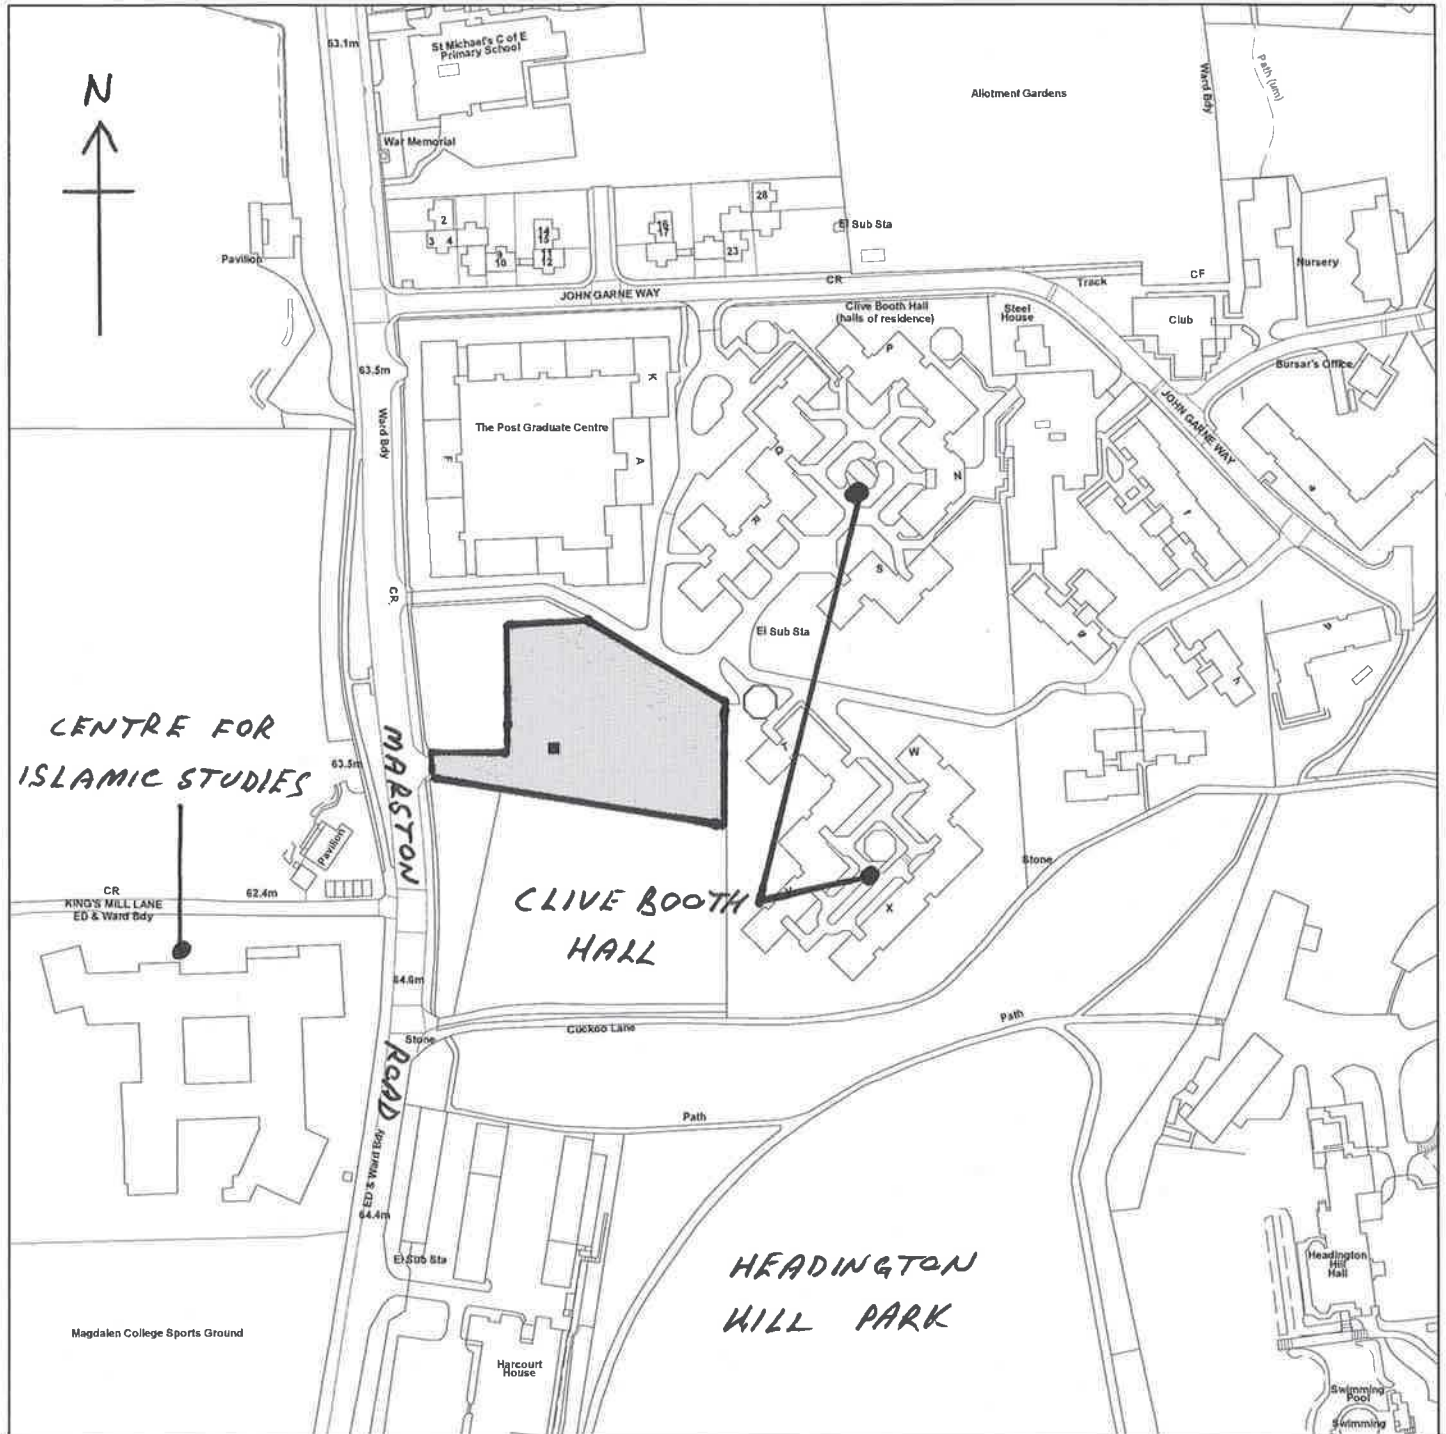 63.1m
St Michael's C of E
Primary School
Allotment Gardens
Ward Bdy
Path (um)
N
War Memorial
2
3 4
14
15
9
10
11
12
16
17
28
23
El Sub Sta
Pavilion
JOHN GARNE WAY
CR
Track
CF
Nursery
Clive Booth Hall
(halls of residence)
Steel
House
Club
P
63.5m
K
Bursar's Office
JOHN GARNE WAY
Ward Bdy
The Post Graduate Centre
F
A
Q
N
R
a
f
S
CR
El Sub Sta
g
h
b
CENTRE FOR
ISLAMIC STUDIES
63.5m
MARSTON
T
W
Pavilion
Stone
CR
KING'S MILL LANE
ED & Ward Bdy
62.4m
CLIVE BOOTH
HALL
V
X
64.6m
Stone
Cuckoo Lane
Path
ROAD
Path
ED & Ward Bdy
64.4m
El Sub Sta
HEADINGTON
HILL PARK
Headington
Hill
Hall
Magdalen College Sports Ground
Harcourt
House
Swimming
Pool
Swimming